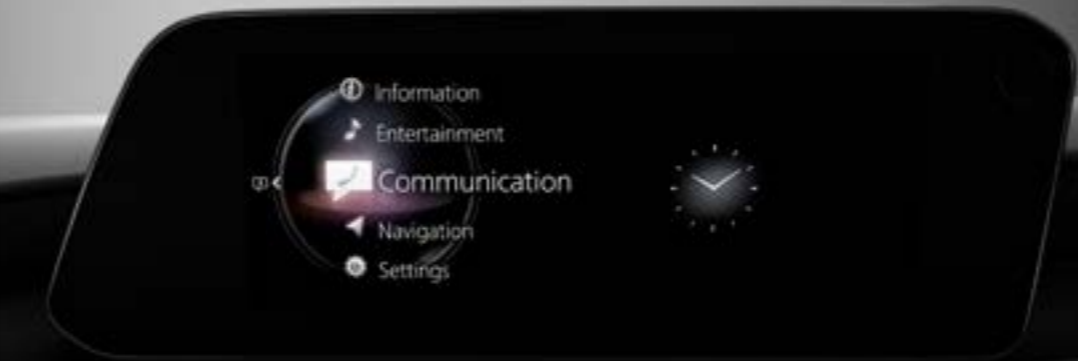 Information
Entertainment
Communication
Navigation
Settings